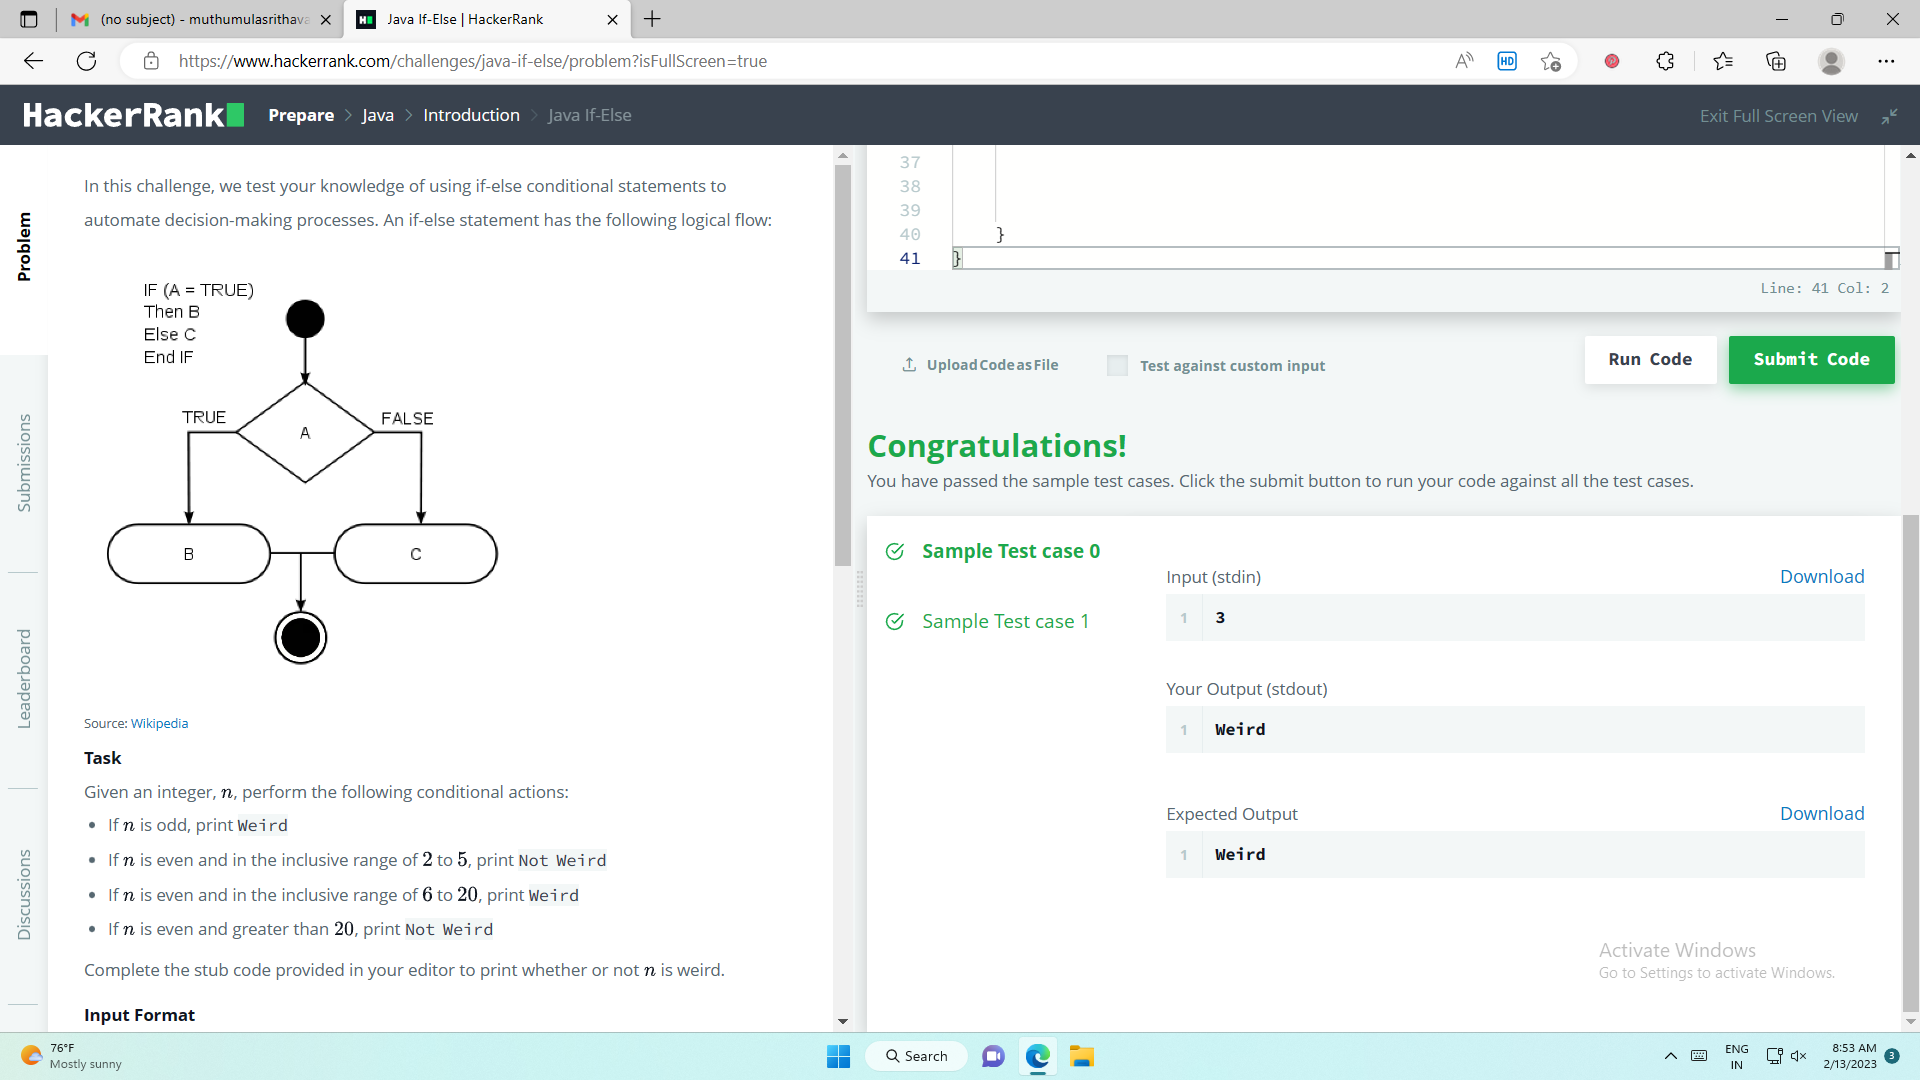 (no subject) - muthumulasrithava
Java If-Else | HackerRank
https://www.hackerrank.com/challenges/java-if-else/problem?isFullScreen=true
HD
HackerRank
Prepare > Java > Introduction > Java If-Else
Exit Full Screen View
Problem
Submissions
Leaderboard
Discussions
In this challenge, we test your knowledge of using if-else conditional statements to
automate decision-making processes. An if-else statement has the following logical flow:
IF (A = TRUE)
Then B
Else C
End IF
TRUE
FALSE
A
B
C
Source: Wikipedia
Task
Given an integer, n, perform the following conditional actions:
• If n is odd, print Weird
• If n is even and in the inclusive range of 2 to 5, print Not Weird
• If n is even and in the inclusive range of 6 to 20, print Weird
• If n is even and greater than 20, print Not Weird
Complete the stub code provided in your editor to print whether or not n is weird.
Input Format
37
38
39
40 }
41 }
Line: 41 Col: 2
Upload Code as File
Test against custom input
Run Code
Submit Code
Congratulations!
You have passed the sample test cases. Click the submit button to run your code against all the test cases.
Sample Test case 0
Sample Test case 1
Input (stdin)
Download
1 3
Your Output (stdout)
1 Weird
Expected Output
Download
1 Weird
Activate Windows
Go to Settings to activate Windows.
76°F
Mostly sunny
Search
ENG
IN
8:53 AM
2/13/2023
3